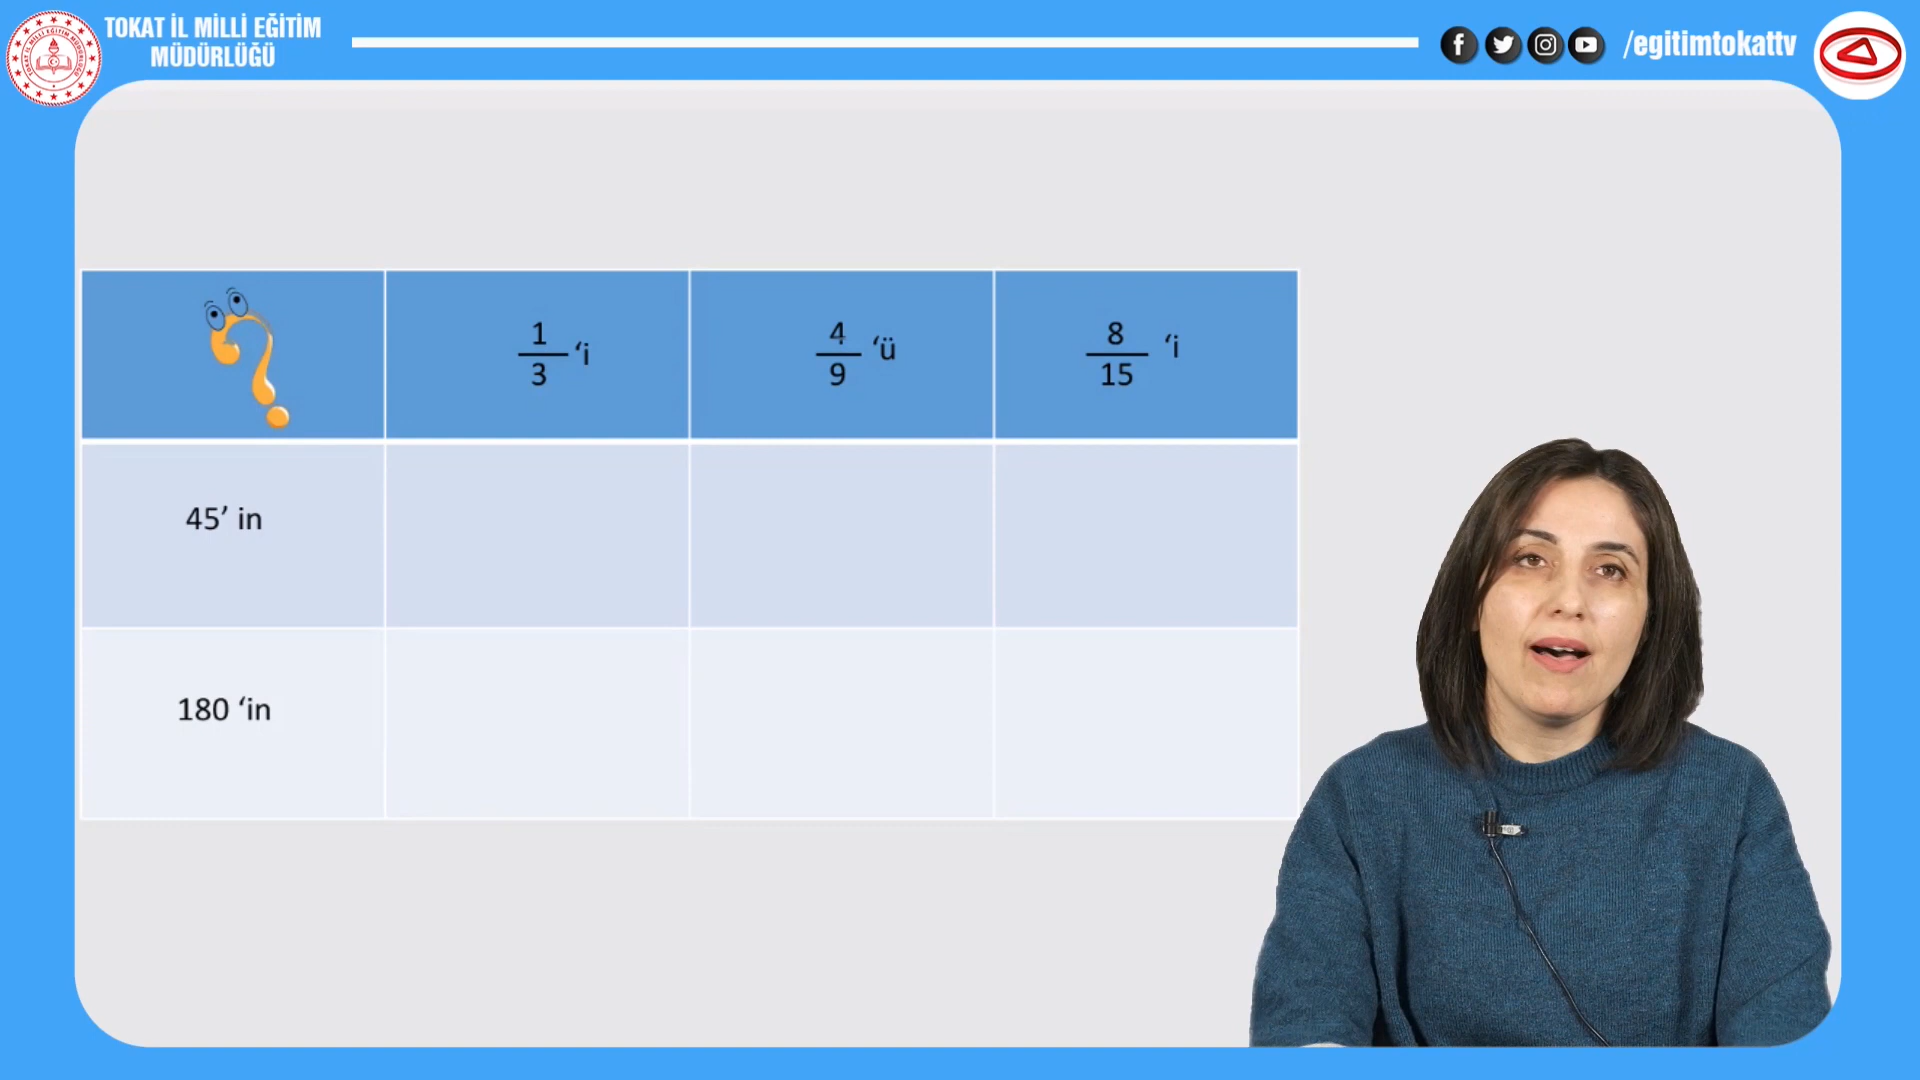 TOKAT İL MİLLİ EĞİTİM
MÜDÜRLÜĞÜ
/egitimtokattv
1
3
‘i
4
9
‘ü
8
15
‘i
45’ in
180 ‘in